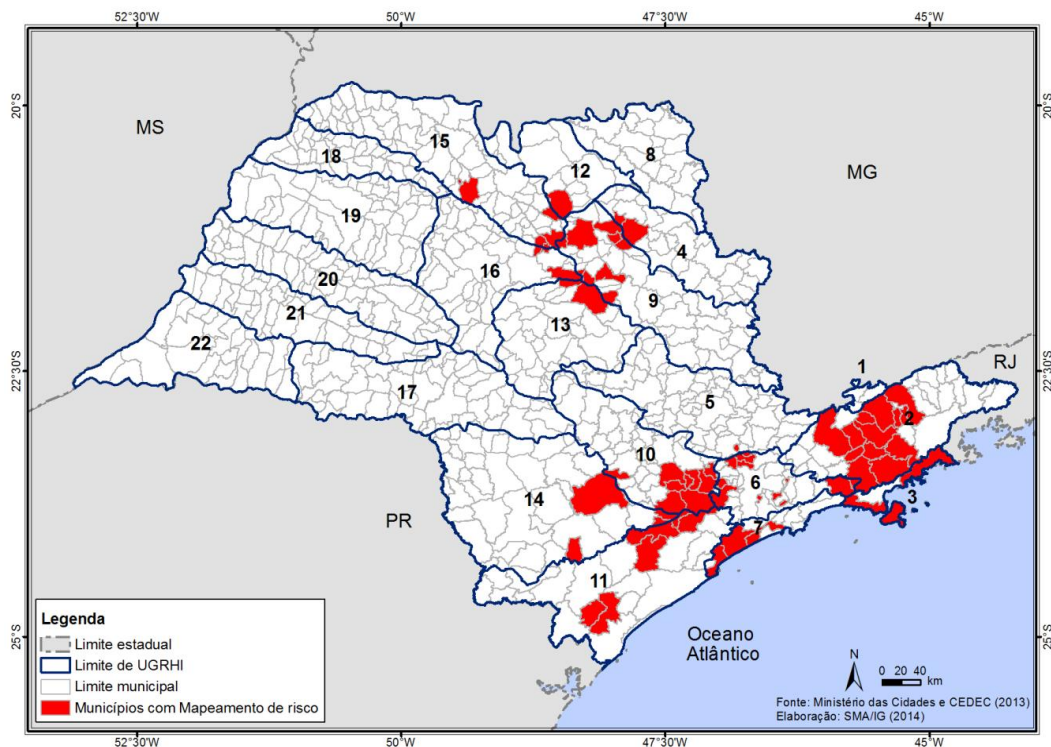 52°30'W 50°W 47°30'W 45°W
20°S 20°S
MS
15
8
18
12
MG
19
4
16
9
20
13
21
22
22°30'S 1 RJ 22°30'S
17
5
2
10
6
3
14
7
PR
11
Legenda
Limite estadual
Limite de UGRHI
Limite municipal
Municípios com Mapeamento de risco
25°S 25°S
Oceano
Atlântico
N
0 20 40
km
Fonte: Ministério das Cidades e CEDEC (2013)
Elaboração: SMA/IG (2014)
52°30'W 50°W 47°30'W 45°W